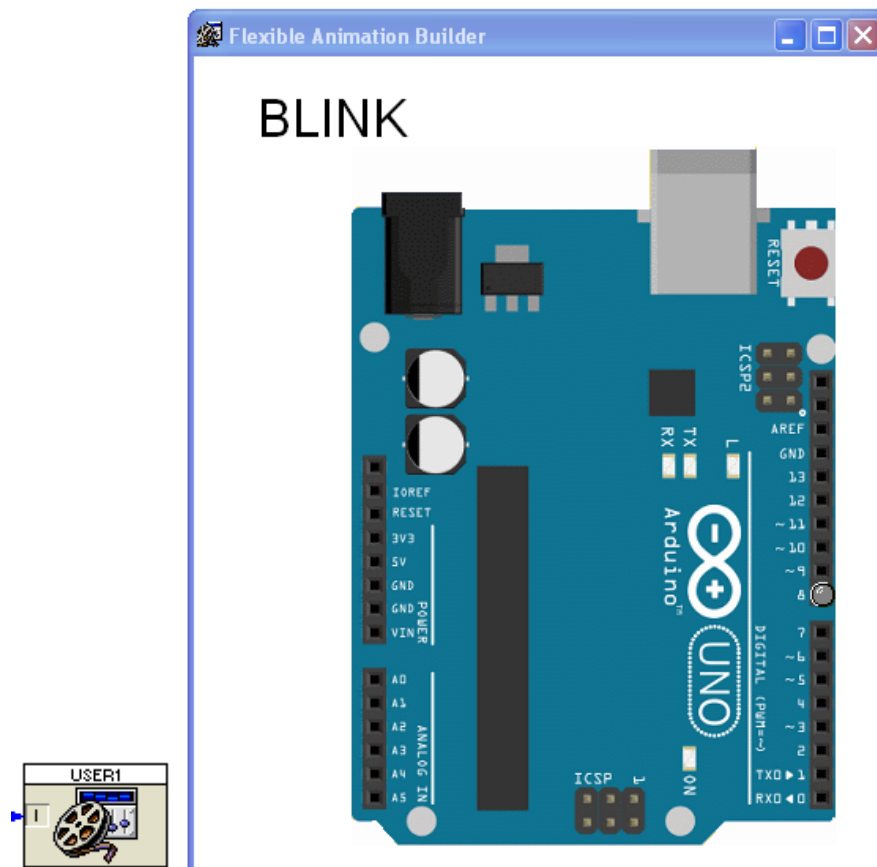 Flexible Animation Builder
BLINK
RESET
ICSP2
AREF
GND
13
12
~11
~10
~9
8
RX
TX
L
Arduino™
UNO
IOREF
RESET
3V3
5V
GND
GND
VIN
POWER
7
~6
~5
4
~3
2
TX0▶1
RX0◀0
DIGITAL (PWM=~)
A0
A1
A2
A3
A4
A5
ANALOG IN
ICSP
1
ON
USER1
I